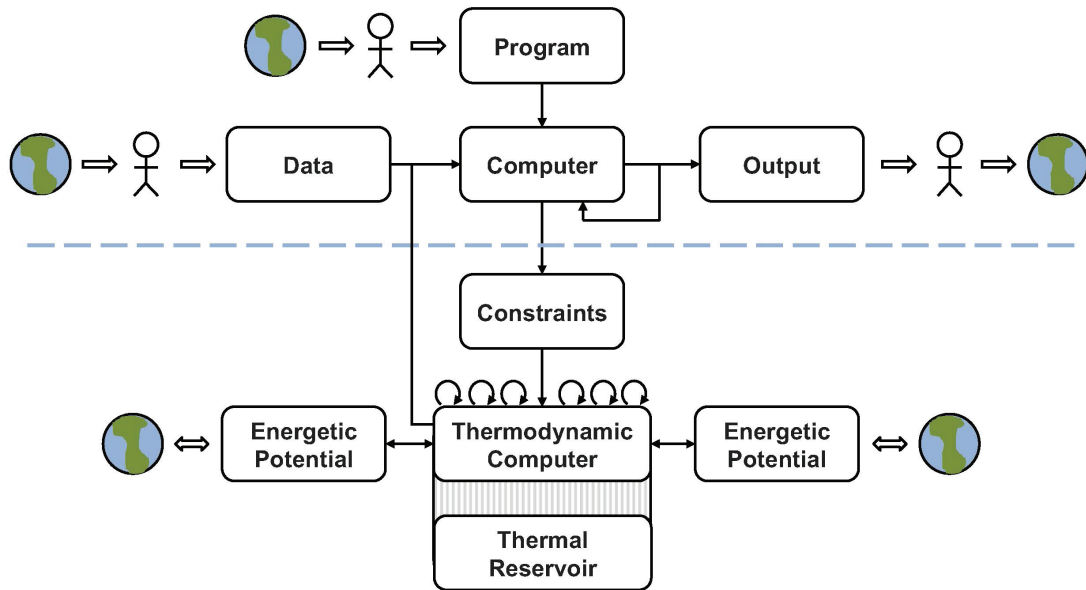 Program
Data
Computer
Output
Constraints
Energetic
Potential
Thermodynamic
Computer
Energetic
Potential
Thermal
Reservoir